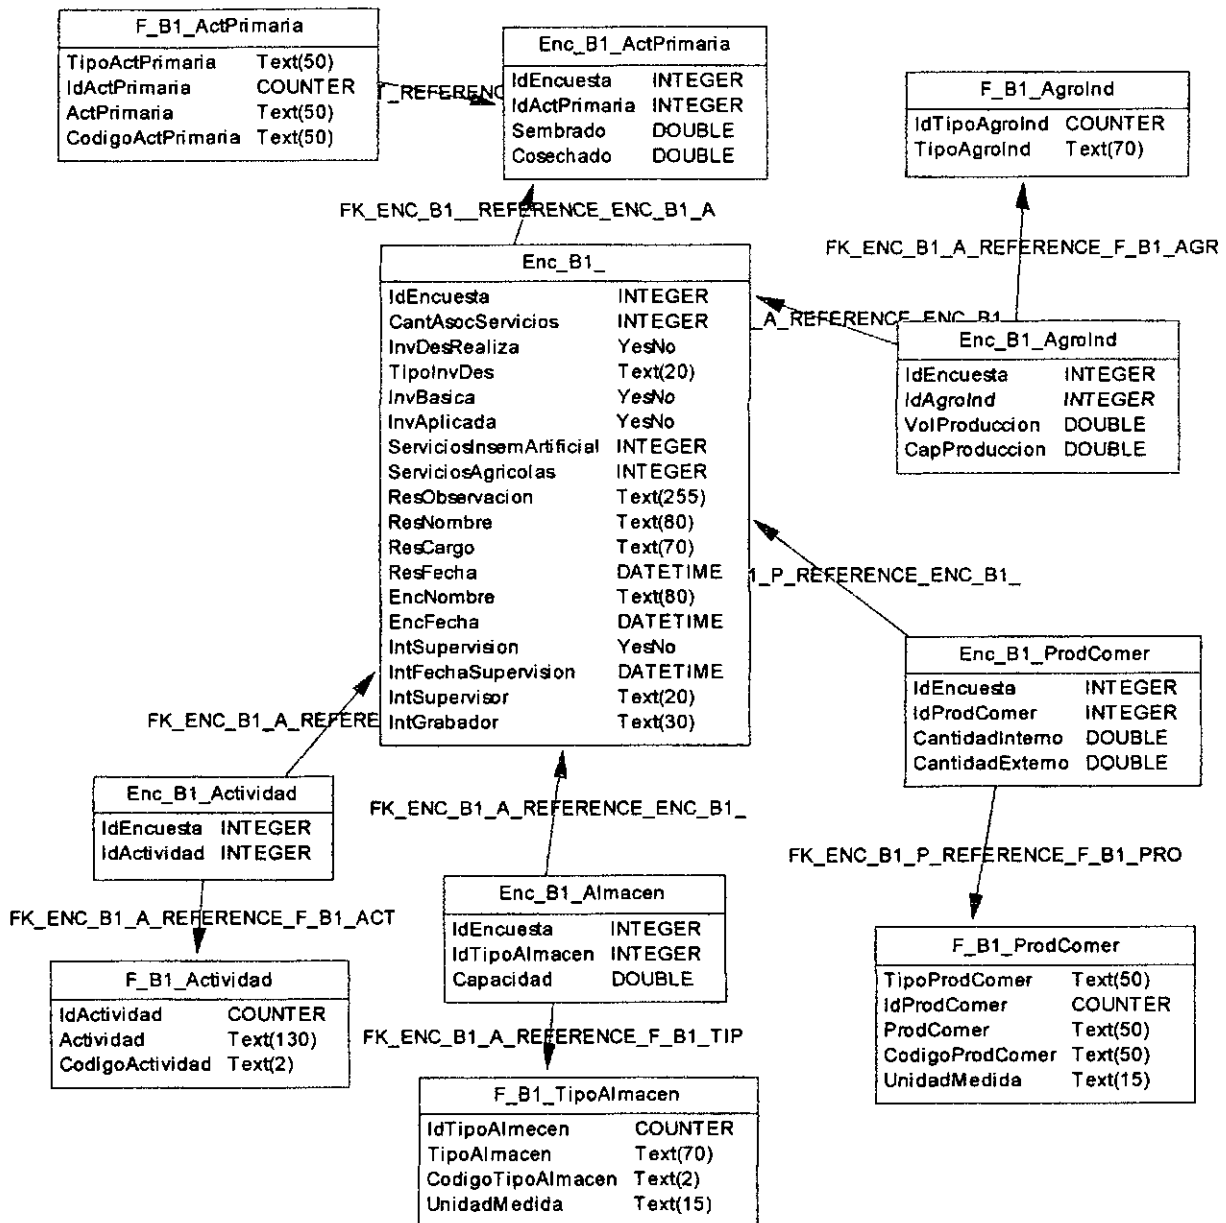 F_B1_ActPrimaria
TipoActPrimaria Text(50)
IdActPrimaria COUNTER
ActPrimaria Text(50)
CodigoActPrimaria Text(50)
T_REFERENC
Enc_B1_ActPrimaria
IdEncuesta INTEGER
IdActPrimaria INTEGER
Sembrado DOUBLE
Cosechado DOUBLE
F_B1_AgroInd
IdTipoAgroInd COUNTER
TipoAgroInd Text(70)
FK_ENC_B1__REFERENCE_ENC_B1_A
FK_ENC_B1_A_REFERENCE_F_B1_AGR
Enc_B1_
IdEncuesta INTEGER
CantAsocServicios INTEGER
InvDesRealiza YesNo
TipoInvDes Text(20)
InvBasica YesNo
InvAplicada YesNo
ServiciosInsemArtificial INTEGER
ServiciosAgricolas INTEGER
ResObservacion Text(255)
ResNombre Text(80)
ResCargo Text(70)
ResFecha DATETIME
EncNombre Text(80)
EncFecha DATETIME
IntSupervision YesNo
IntFechaSupervision DATETIME
IntSupervisor Text(20)
IntGrabador Text(30)
_A_REFERENCE_ENC_B1_
Enc_B1_AgroInd
IdEncuesta INTEGER
IdAgroInd INTEGER
VolProduccion DOUBLE
CapProduccion DOUBLE
1_P_REFERENCE_ENC_B1_
Enc_B1_ProdComer
IdEncuesta INTEGER
IdProdComer INTEGER
CantidadInterno DOUBLE
CantidadExterno DOUBLE
FK_ENC_B1_A_REFERE
Enc_B1_Actividad
IdEncuesta INTEGER
IdActividad INTEGER
FK_ENC_B1_A_REFERENCE_ENC_B1_
FK_ENC_B1_P_REFERENCE_F_B1_PRO
Enc_B1_Almacen
IdEncuesta INTEGER
IdTipoAlmacen INTEGER
Capacidad DOUBLE
FK_ENC_B1_A_REFERENCE_F_B1_ACT
F_B1_Actividad
IdActividad COUNTER
Actividad Text(130)
CodigoActividad Text(2)
F_B1_ProdComer
TipoProdComer Text(50)
IdProdComer COUNTER
ProdComer Text(50)
CodigoProdComer Text(50)
UnidadMedida Text(15)
FK_ENC_B1_A_REFERENCE_F_B1_TIP
F_B1_TipoAlmacen
IdTipoAlmecen COUNTER
TipoAlmacen Text(70)
CodigoTipoAlmacen Text(2)
UnidadMedida Text(15)